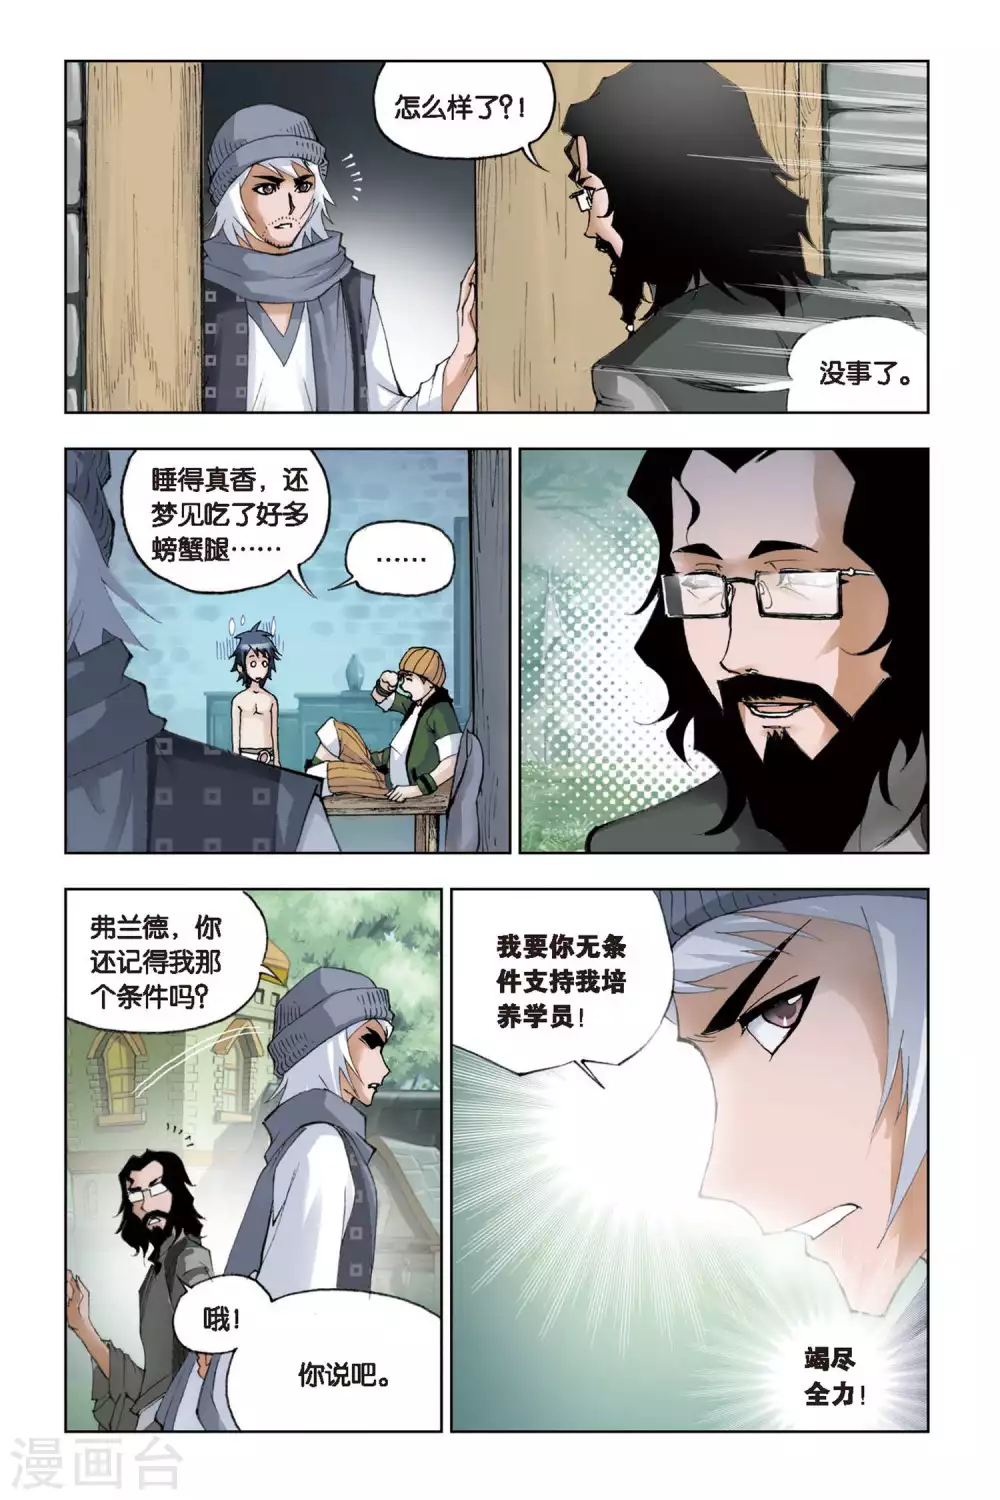 怎么样了？！
没事了。
睡得真香，还
梦见吃了好多
螃蟹腿……
……
弗兰德，你
还记得我那
个条件吗？
哦！
你说吧。
我要你无条
件支持我培
养学员！
竭尽
全力！
漫画台